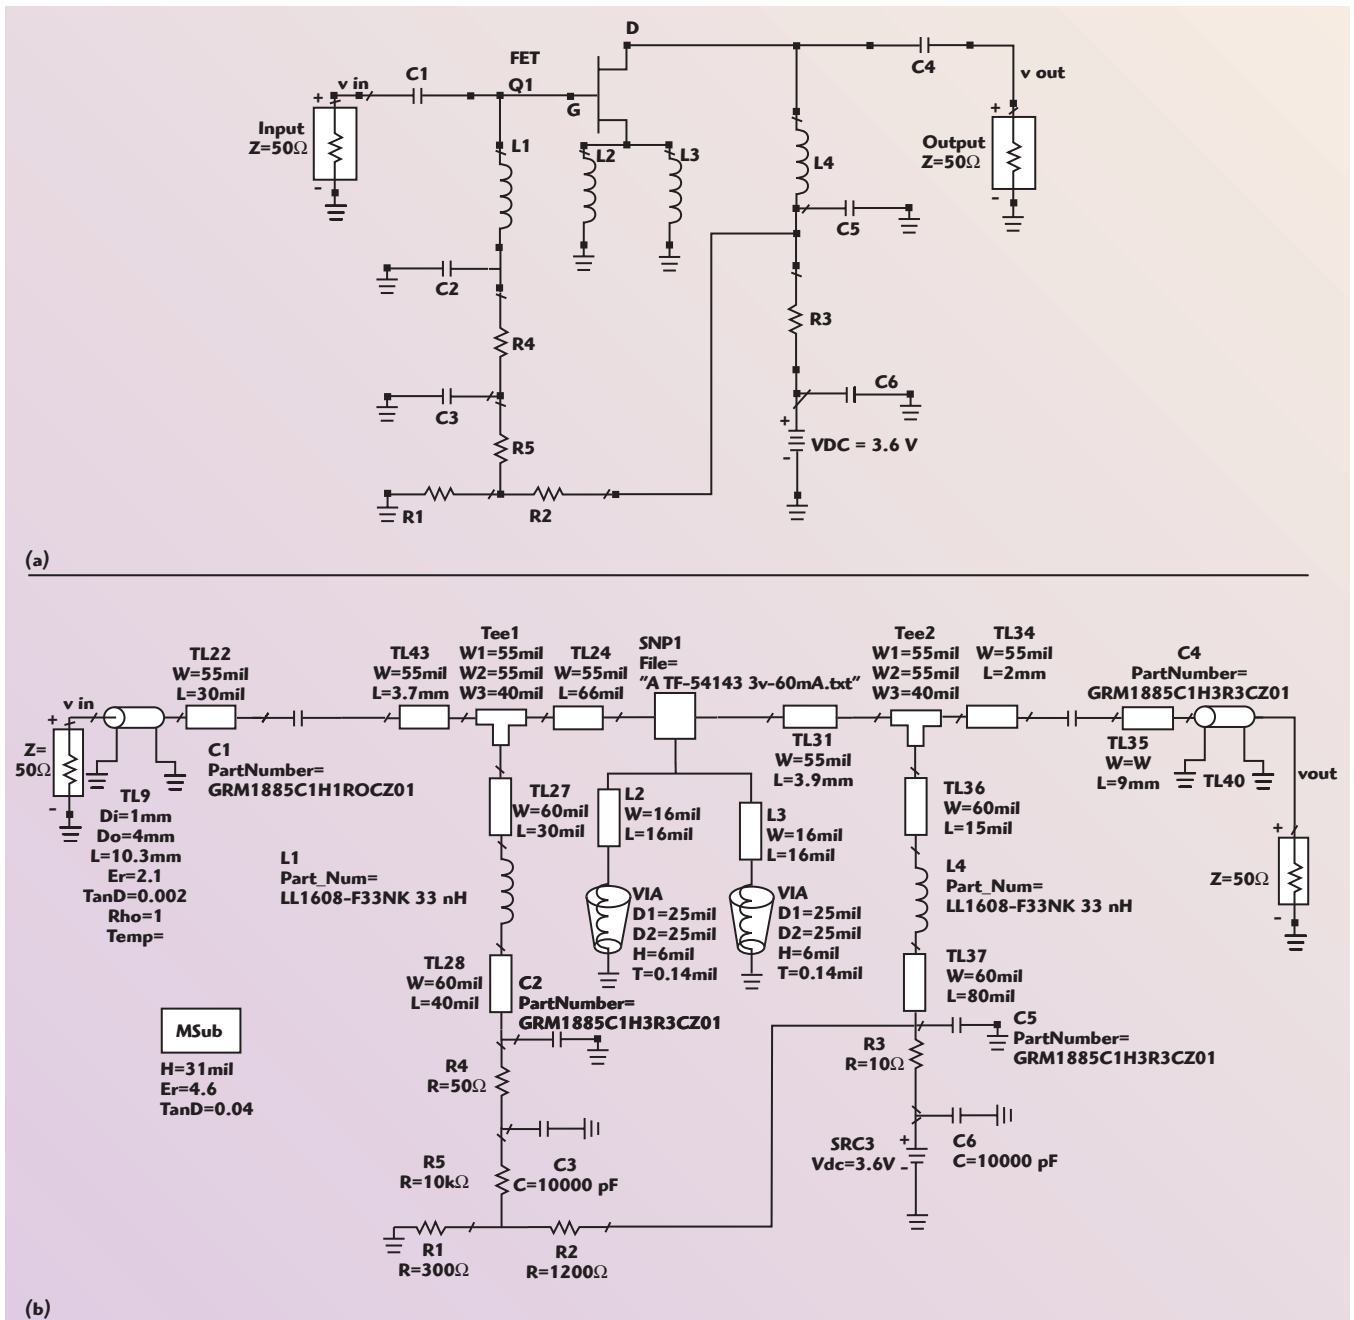 D
FET
Q1
G
v in
C1
C4
v out
+
Input
Z=50Ω
-
L1
L2
L3
L4
+
Output
Z=50Ω
-
C5
C2
R4
R3
C3
C6
R5
+
VDC = 3.6 V
-
R1
R2
(a)
TL22
W=55mil
L=30mil
TL43
W=55mil
L=3.7mm
Tee1
W1=55mil
W2=55mil
W3=40mil
TL24
W=55mil
L=66mil
SNP1
File=
"A TF-54143 3v-60mA.txt"
Tee2
W1=55mil
W2=55mil
W3=40mil
TL34
W=55mil
L=2mm
C4
PartNumber=
GRM1885C1H3R3CZ01
v in
+
Z=
50Ω
-
C1
PartNumber=
GRM1885C1H1ROCZ01
TL9
Di=1mm
Do=4mm
L=10.3mm
Er=2.1
TanD=0.002
Rho=1
Temp=
TL31
W=55mil
L=3.9mm
TL35
W=W
L=9mm
TL40
vout
TL27
W=60mil
L=30mil
L2
W=16mil
L=16mil
L3
W=16mil
L=16mil
TL36
W=60mil
L=15mil
L1
Part_Num=
LL1608-F33NK 33 nH
L4
Part_Num=
LL1608-F33NK 33 nH
+
Z=50Ω
-
VIA
D1=25mil
D2=25mil
H=6mil
T=0.14mil
VIA
D1=25mil
D2=25mil
H=6mil
T=0.14mil
TL28
W=60mil
L=40mil
C2
PartNumber=
GRM1885C1H3R3CZ01
TL37
W=60mil
L=80mil
C5
PartNumber=
GRM1885C1H3R3CZ01
MSub
H=31mil
Er=4.6
TanD=0.04
R4
R=50Ω
R3
R=10Ω
R5
R=10kΩ
C3
C=10000 pF
SRC3
Vdc=3.6V
+
-
C6
C=10000 pF
R1
R=300Ω
R2
R=1200Ω
(b)